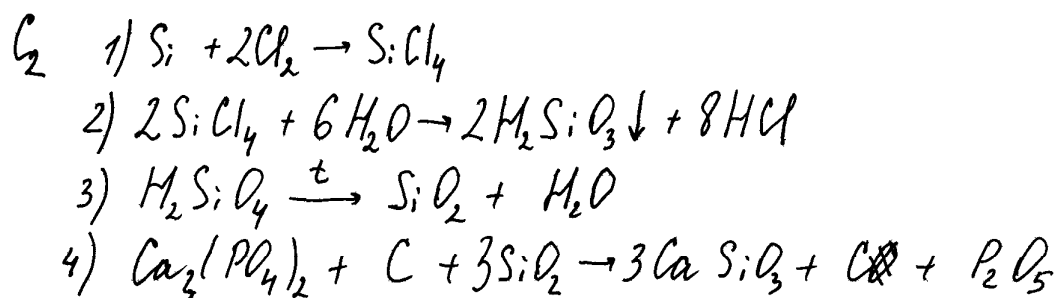 C₂ 1) Si + 2Cl₂ → SiCl₄
2) 2SiCl₄ + 6H₂O → 2H₂SiO₃↓ + 8HCl
3) H₂SiO₄ \xrightarrow{t} SiO₂ + H₂O
4) Ca₃(PO₄)₂ + C + 3SiO₂ → 3CaSiO₃ + C + P₂O₅